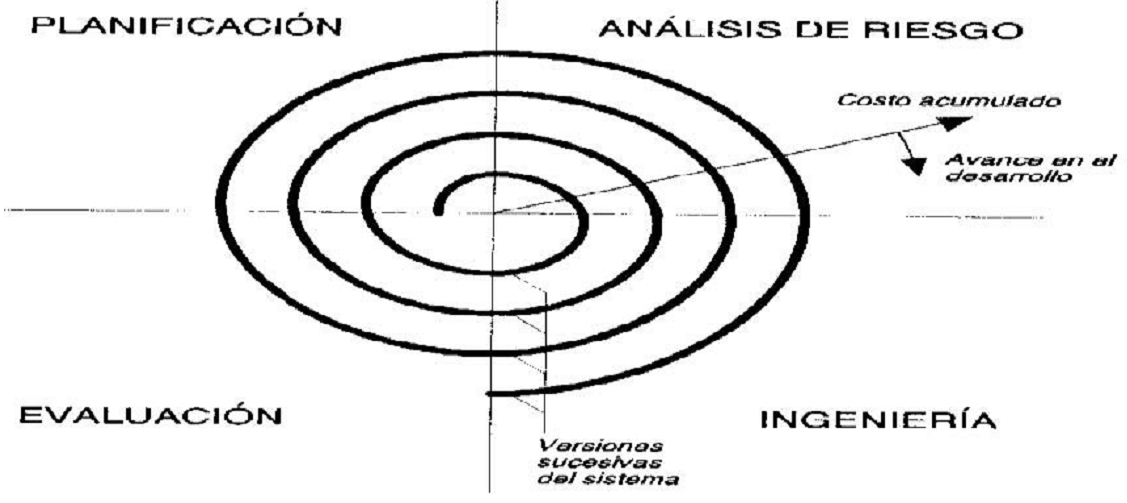 PLANIFICACIÓN
ANÁLISIS DE RIESGO
Costo acumulado
Avance en el
desarrollo
EVALUACIÓN
INGENIERÍA
Versiones
sucesivas
del sistema